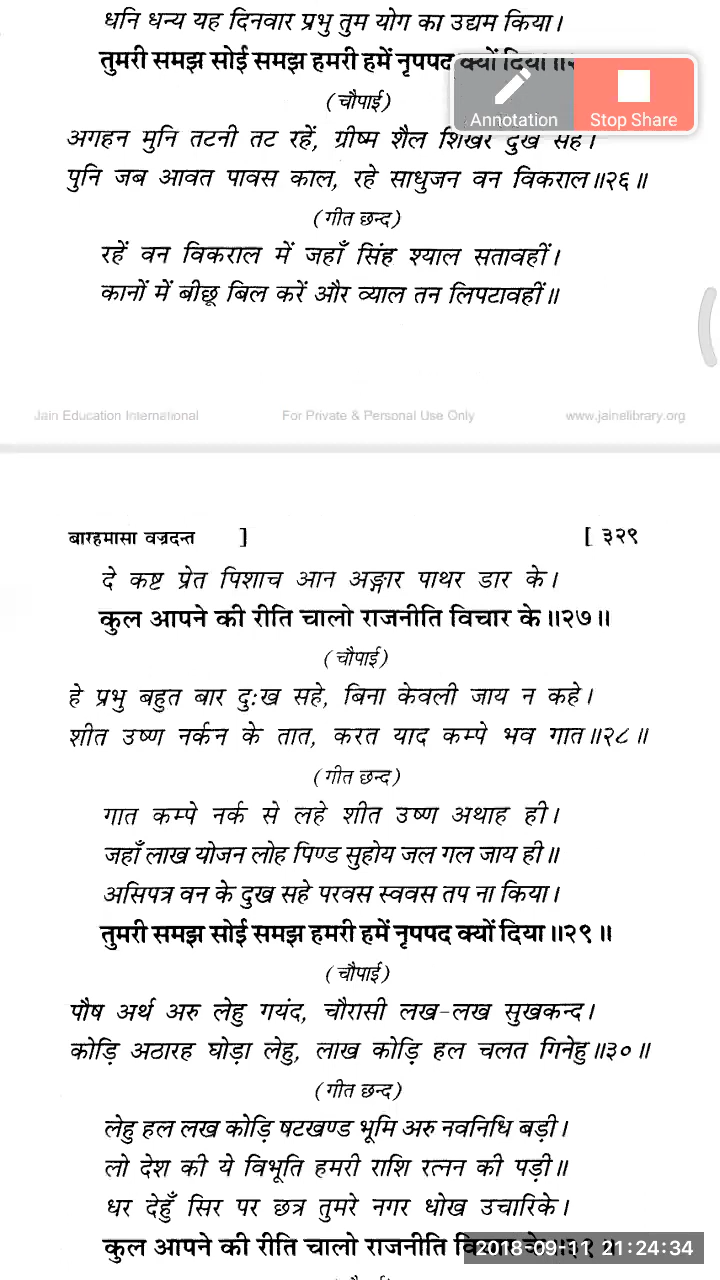 धनि धन्य यह दिनवार प्रभु तुम योग का उद्यम किया।
तुमरी समझ सोई समझ हमरी हमें नृपपद क्यों दिया॥
Annotation
Stop Share
(चौपाई)
अगहन मुनि तटनी तट रहें, ग्रीष्म शैल शिखर दुख सहें।
पुनि जब आवत पावस काल, रहे साधुजन वन विकराल॥२६॥
(गीत छन्द)
रहें वन विकराल में जहाँ सिंह श्याल सतावहीं।
कानों में बीछू बिल करें और व्याल तन लिपटावहीं॥
Jain Education International
For Private & Personal Use Only
www.jainelibrary.org
बारहमासा वज्रदन्त ]
[ ३२९
दे कष्ट प्रेत पिशाच आन अङ्गार पाथर डार के।
कुल आपने की रीति चालो राजनीति विचार के॥२७॥
(चौपाई)
हे प्रभु बहुत बार दुःख सहे, बिना केवली जाय न कहे।
शीत उष्ण नर्कन के तात, करत याद कम्पे भव गात॥२८॥
(गीत छन्द)
गात कम्पे नर्क से लहे शीत उष्ण अथाह ही।
जहाँ लाख योजन लोह पिण्ड सुहोय जल गल जाय ही॥
असिपत्र वन के दुख सहे परवस स्ववस तप ना किया।
तुमरी समझ सोई समझ हमरी हमें नृपपद क्यों दिया॥२९॥
(चौपाई)
पौष अर्थ अरु लेहु गयंद, चौरासी लख-लख सुखकन्द।
कोड़ि अठारह घोड़ा लेहु, लाख कोड़ि हल चलत गिनेहु॥३०॥
(गीत छन्द)
लेहु हल लख कोड़ि षटखण्ड भूमि अरु नवनिधि बड़ी।
लो देश की ये विभूति हमरी राशि रत्नन की पड़ी॥
धर देहुँ सिर पर छत्र तुमरे नगर धोख उचारिके।
कुल आपने की रीति चालो राजनीति
2018-09-11 21:24:34